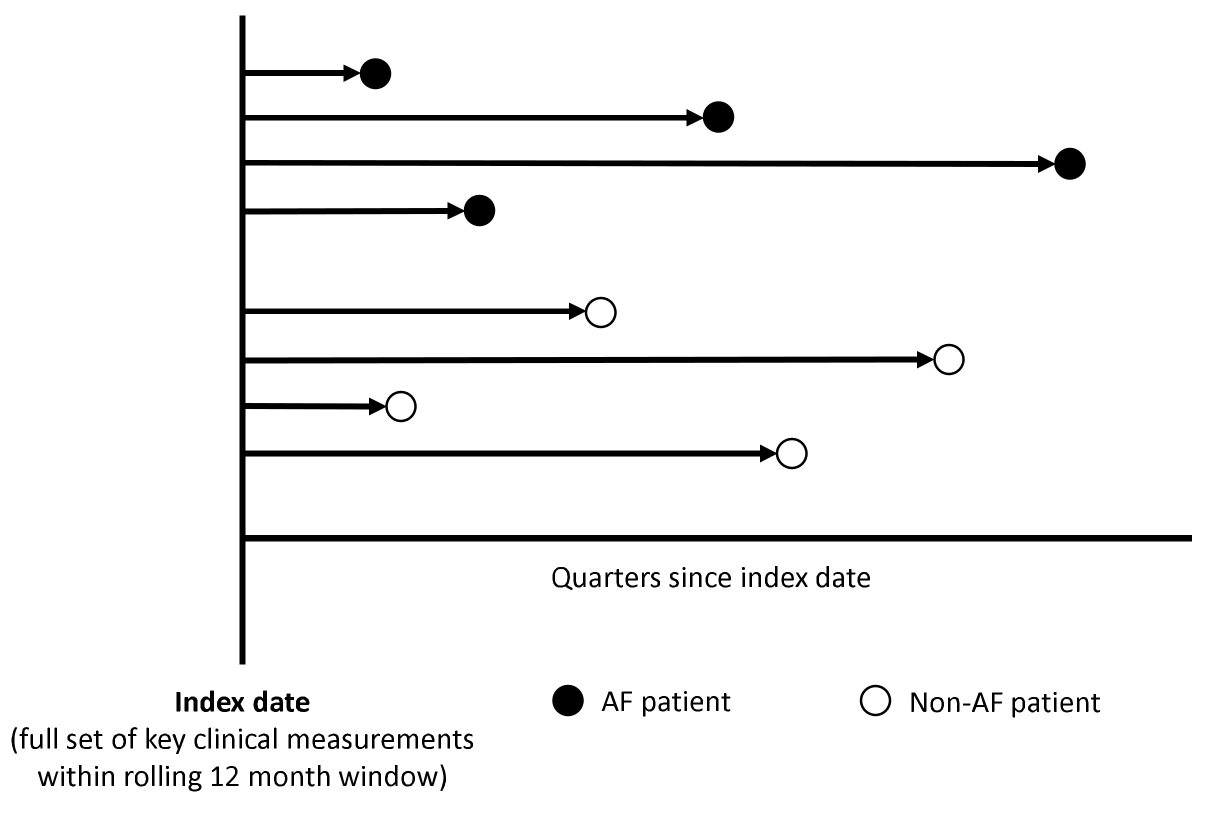 Quarters since index date
Index date
(full set of key clinical measurements
within rolling 12 month window)
AF patient
Non-AF patient